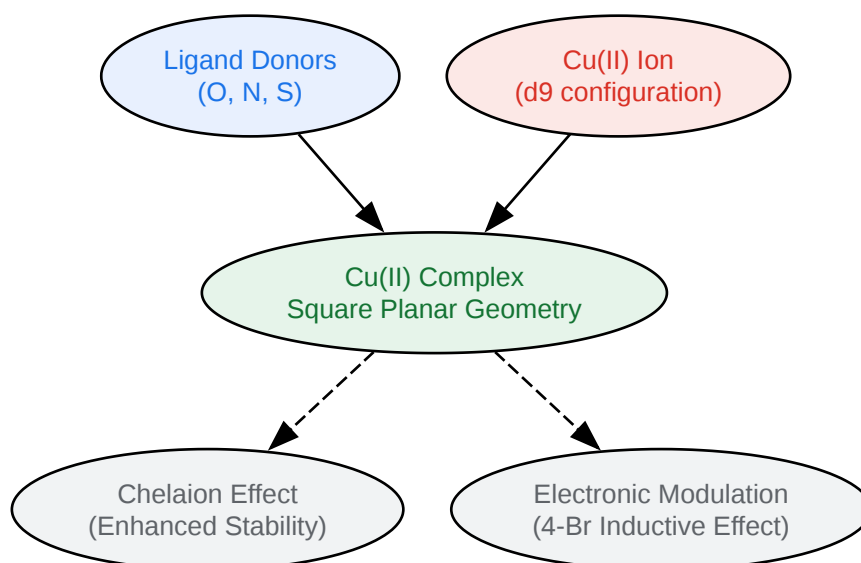 Ligand Donors
(O, N, S)
Cu(II) Ion
(d9 configuration)
Cu(II) Complex
Square Planar Geometry
Chelaion Effect
(Enhanced Stability)
Electronic Modulation
(4-Br Inductive Effect)